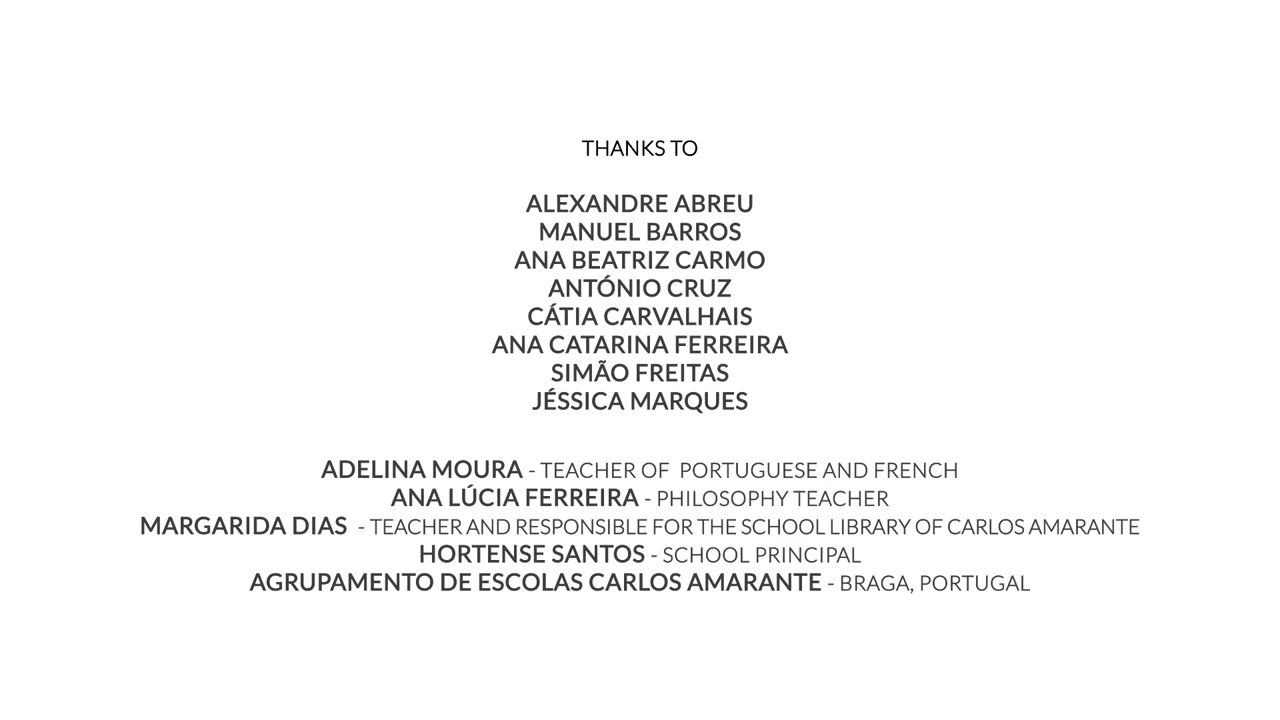 THANKS TO
ALEXANDRE ABREU
MANUEL BARROS
ANA BEATRIZ CARMO
ANTÓNIO CRUZ
CÁTIA CARVALHAIS
ANA CATARINA FERREIRA
SIMÃO FREITAS
JÉSSICA MARQUES
ADELINA MOURA - TEACHER OF PORTUGUESE AND FRENCH
ANA LÚCIA FERREIRA - PHILOSOPHY TEACHER
MARGARIDA DIAS - TEACHER AND RESPONSIBLE FOR THE SCHOOL LIBRARY OF CARLOS AMARANTE
HORTENSE SANTOS - SCHOOL PRINCIPAL
AGRUPAMENTO DE ESCOLAS CARLOS AMARANTE - BRAGA, PORTUGAL